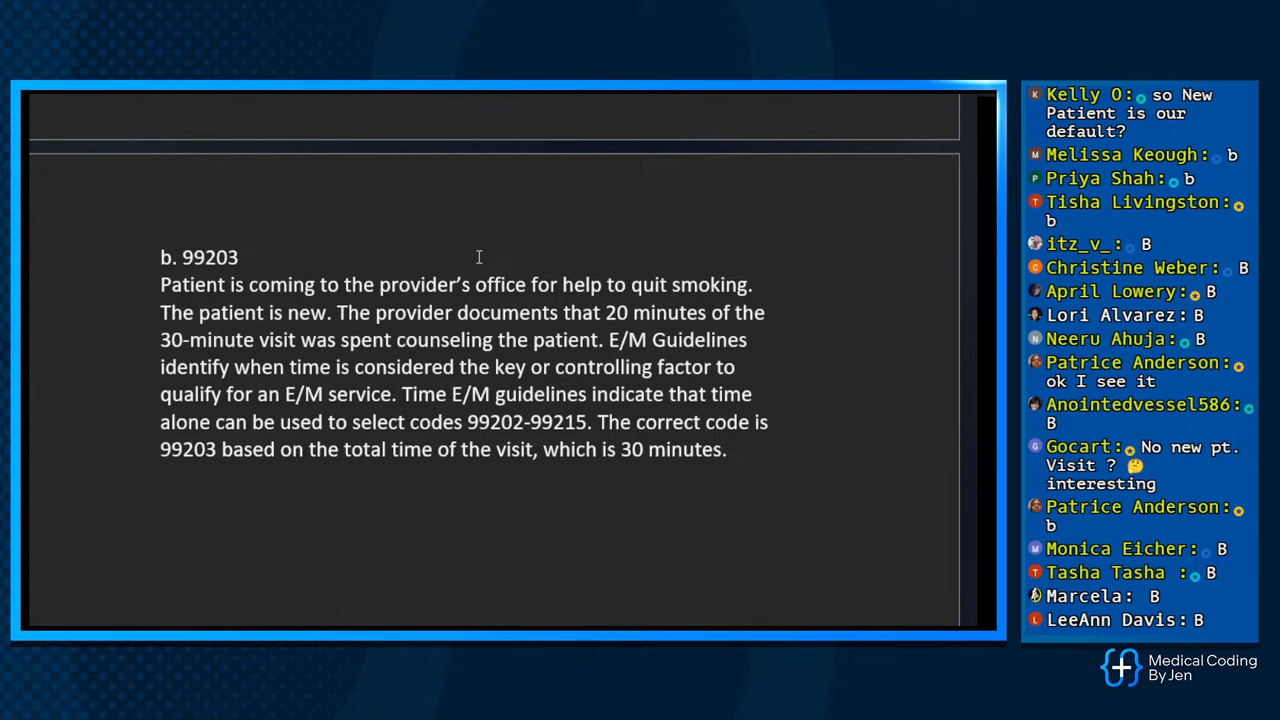 b. 99203
Patient is coming to the provider’s office for help to quit smoking.
The patient is new. The provider documents that 20 minutes of the
30-minute visit was spent counseling the patient. E/M Guidelines
identify when time is considered the key or controlling factor to
qualify for an E/M service. Time E/M guidelines indicate that time
alone can be used to select codes 99202-99215. The correct code is
99203 based on the total time of the visit, which is 30 minutes.
K Kelly O: so New
Patient is our
default?
M Melissa Keough: b
P Priya Shah: b
T Tisha Livingston:
b
itz_v_: B
C Christine Weber: B
April Lowery: B
Lori Alvarez: B
N Neeru Ahuja: B
Patrice Anderson:
ok I see it
Anointedvessel586:
B
G Gocart: No new pt.
Visit ? 🤔
interesting
Patrice Anderson:
b
M Monica Eicher: B
T Tasha Tasha : B
Marcela: B
L LeeAnn Davis: B
Medical Coding
By Jen